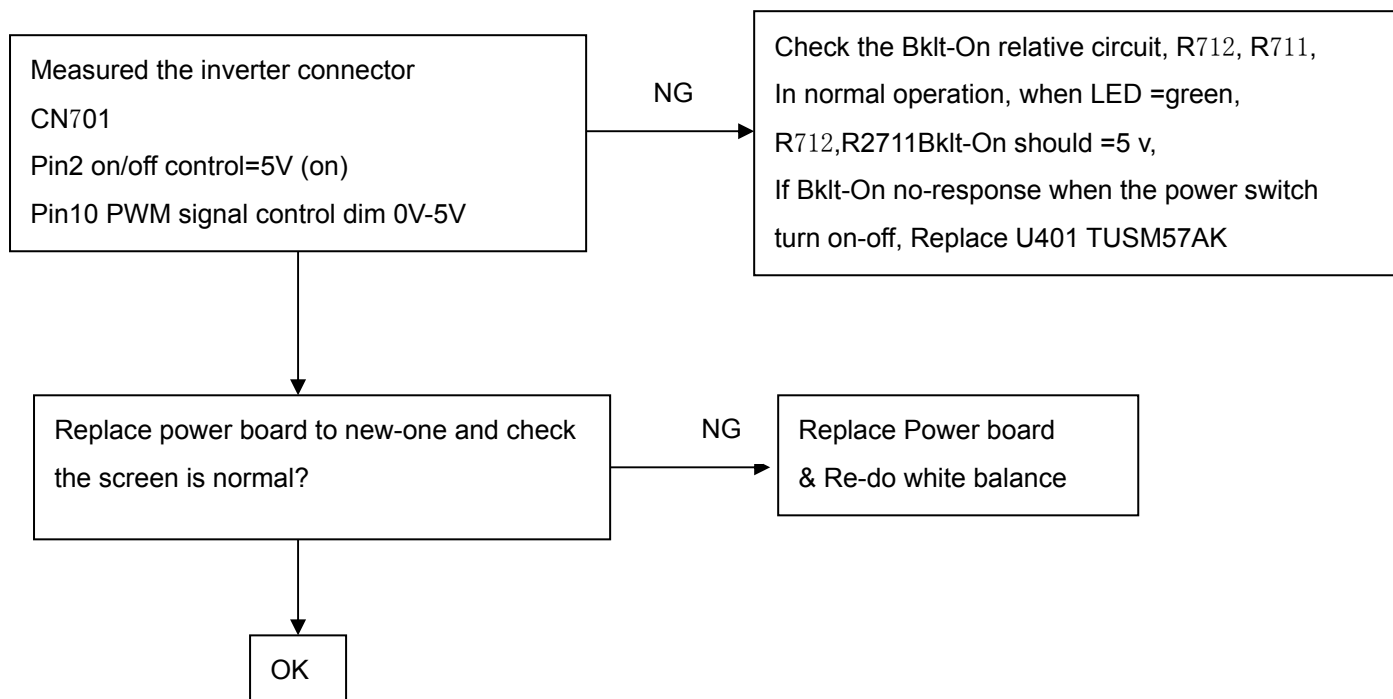 Measured the inverter connector
CN701
Pin2 on/off control=5V (on)
Pin10 PWM signal control dim 0V-5V
NG
Check the Bklt-On relative circuit, R712, R711,
In normal operation, when LED =green,
R712,R2711Bklt-On should =5 v,
If Bklt-On no-response when the power switch
turn on-off, Replace U401 TUSM57AK
Replace power board to new-one and check
the screen is normal?
NG
Replace Power board
& Re-do white balance
OK